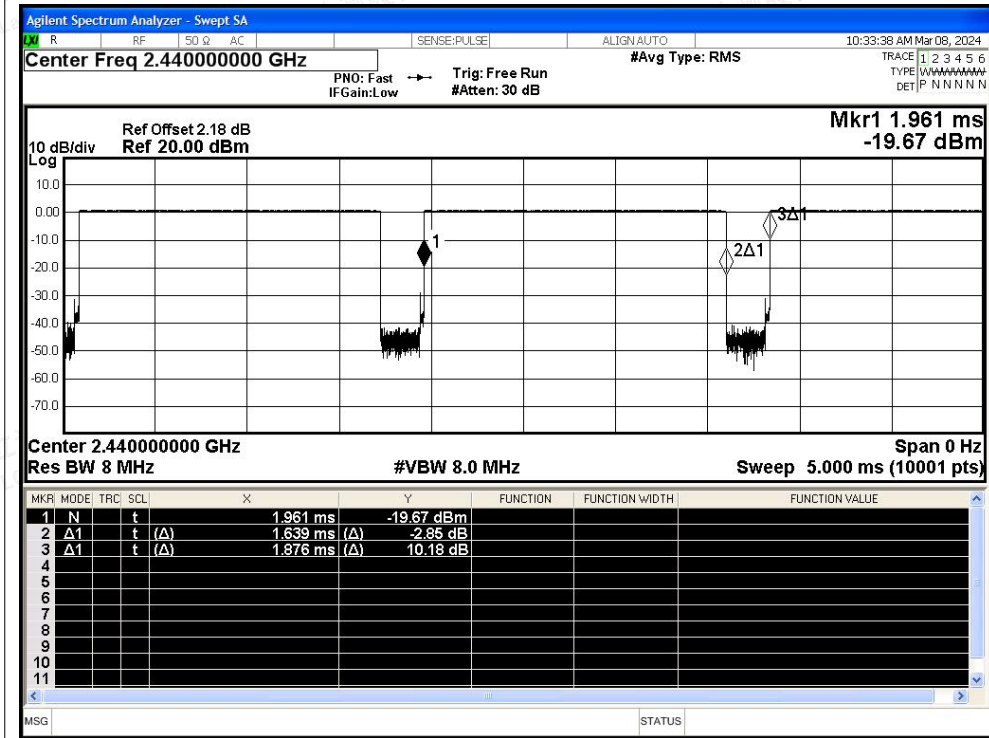 Agilent Spectrum Analyzer - Swept SA
LXI R RF 50 Ω AC SENSE:PULSE ALIGN AUTO 10:33:38 AM Mar 08, 2024
Center Freq 2.440000000 GHz #Avg Type: RMS TRACE 1 2 3 4 5 6
PNO: Fast Trig: Free Run TYPE W
IFGain:Low #Atten: 30 dB DET P N N N N N
Mkr1 1.961 ms
Ref Offset 2.18 dB
10 dB/div Ref 20.00 dBm -19.67 dBm
Log
10.0
0.00
3Δ1
-10.0
1
2Δ1
-20.0
-30.0
-40.0
-50.0
-60.0
-70.0
Center 2.440000000 GHz Span 0 Hz
Res BW 8 MHz #VBW 8.0 MHz Sweep 5.000 ms (10001 pts)
MKR MODE TRC SCL X Y FUNCTION FUNCTION WIDTH FUNCTION VALUE
1 N t 1.961 ms -19.67 dBm
2 Δ1 t (Δ) 1.639 ms (Δ) -2.85 dB
3 Δ1 t (Δ) 1.876 ms (Δ) 10.18 dB
4
5
6
7
8
9
10
11
MSG STATUS